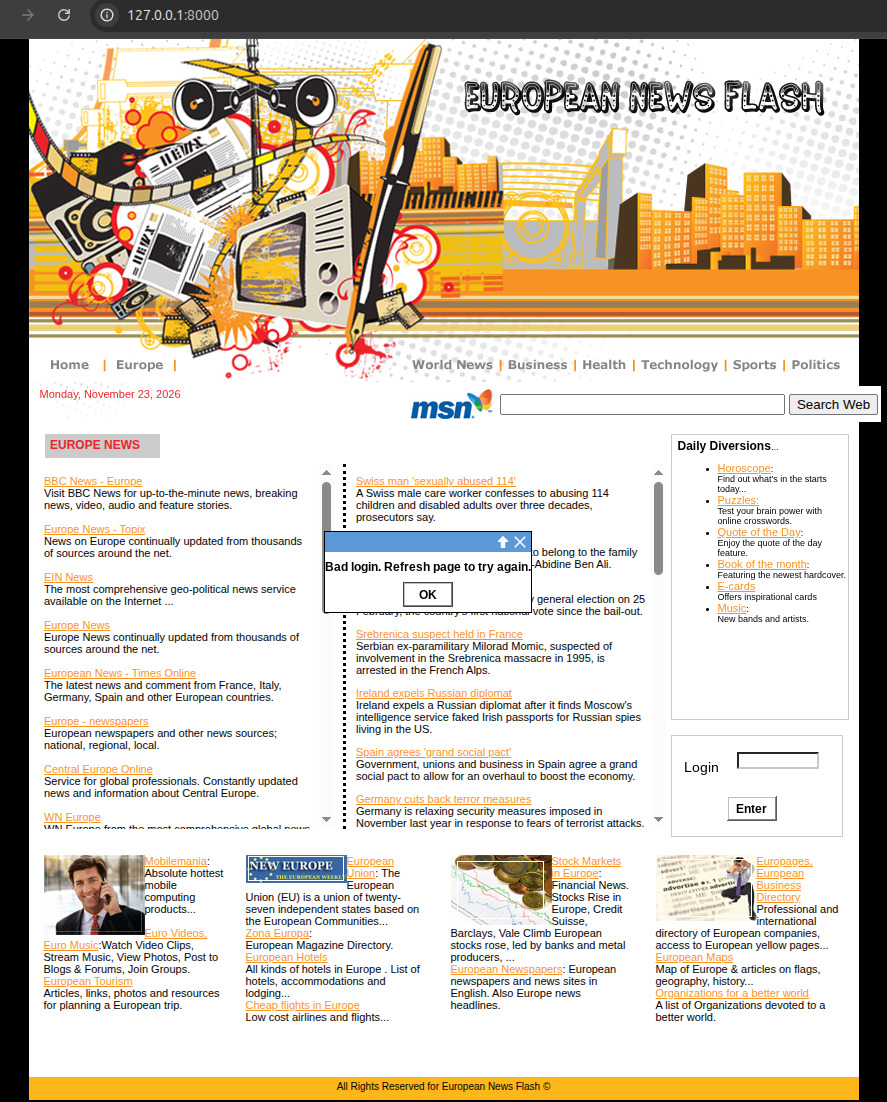 127.0.0.1:8000
EUROPEAN NEWS FLASH
NEWS
NEWS
Home | Europe |
World News | Business | Health | Technology | Sports | Politics
Monday, November 23, 2026
msn
Search Web
EUROPE NEWS
BBC News - Europe
Visit BBC News for up-to-the-minute news, breaking
news, video, audio and feature stories.
Europe News - Topix
News on Europe continually updated from thousands
of sources around the net.
EIN News
The most comprehensive geo-political news service
available on the Internet ...
Europe News
Europe News continually updated from thousands of
sources around the net.
European News - Times Online
The latest news and comment from France, Italy,
Germany, Spain and other European countries.
Europe - newspapers
European newspapers and other news sources;
national, regional, local.
Central Europe Online
Service for global professionals. Constantly updated
news and information about Central Europe.
WN Europe
WN Europe from the most comprehensive global news
Swiss man 'sexually abused 114'
A Swiss male care worker confesses to abusing 114
children and disabled adults over three decades,
prosecutors say.
to belong to the family
-Abidine Ben Ali.
general election on 25
February, the country's first national vote since the bail-out.
Srebrenica suspect held in France
Serbian ex-paramilitary Milorad Momic, suspected of
involvement in the Srebrenica massacre in 1995, is
arrested in the French Alps.
Ireland expels Russian diplomat
Ireland expels a Russian diplomat after it finds Moscow's
intelligence service faked Irish passports for Russian spies
living in the US.
Spain agrees 'grand social pact'
Government, unions and business in Spain agree a grand
social pact to allow for an overhaul to boost the economy.
Germany cuts back terror measures
Germany is relaxing security measures imposed in
November last year in response to fears of terrorist attacks.
Bad login. Refresh page to try again.
OK
Daily Diversions...
Horoscope:
Find out what's in the starts
today...
Puzzles:
Test your brain power with
online crosswords.
Quote of the Day:
Enjoy the quote of the day
feature.
Book of the month:
Featuring the newest hardcover.
E-cards
Offers inspirational cards
Music:
New bands and artists.
Login
Enter
Mobilemania:
Absolute hottest
mobile
computing
products...
Euro Videos,
Euro Music:Watch Video Clips,
Stream Music, View Photos, Post to
Blogs & Forums, Join Groups.
European Tourism
Articles, links, photos and resources
for planning a European trip.
NEW EUROPE
THE EUROPEAN WEEKLY
European
Union: The
European
Union (EU) is a union of twenty-
seven independent states based on
the European Communities...
Zona Europa:
European Magazine Directory.
European Hotels
All kinds of hotels in Europe . List of
hotels, accommodations and
lodging...
Cheap flights in Europe
Low cost airlines and flights...
Stock Markets
in Europe:
Financial News.
Stocks Rise in
Europe, Credit
Suisse,
Barclays, Vale Climb European
stocks rose, led by banks and metal
producers, ...
European Newspapers: European
newspapers and news sites in
English. Also Europe news
headlines.
advertise
Europages,
European
Business
Directory
Professional and
international
directory of European companies,
access to European yellow pages...
European Maps
Map of Europe & articles on flags,
geography, history...
Organizations for a better world
A list of Organizations devoted to a
better world.
All Rights Reserved for European News Flash ©